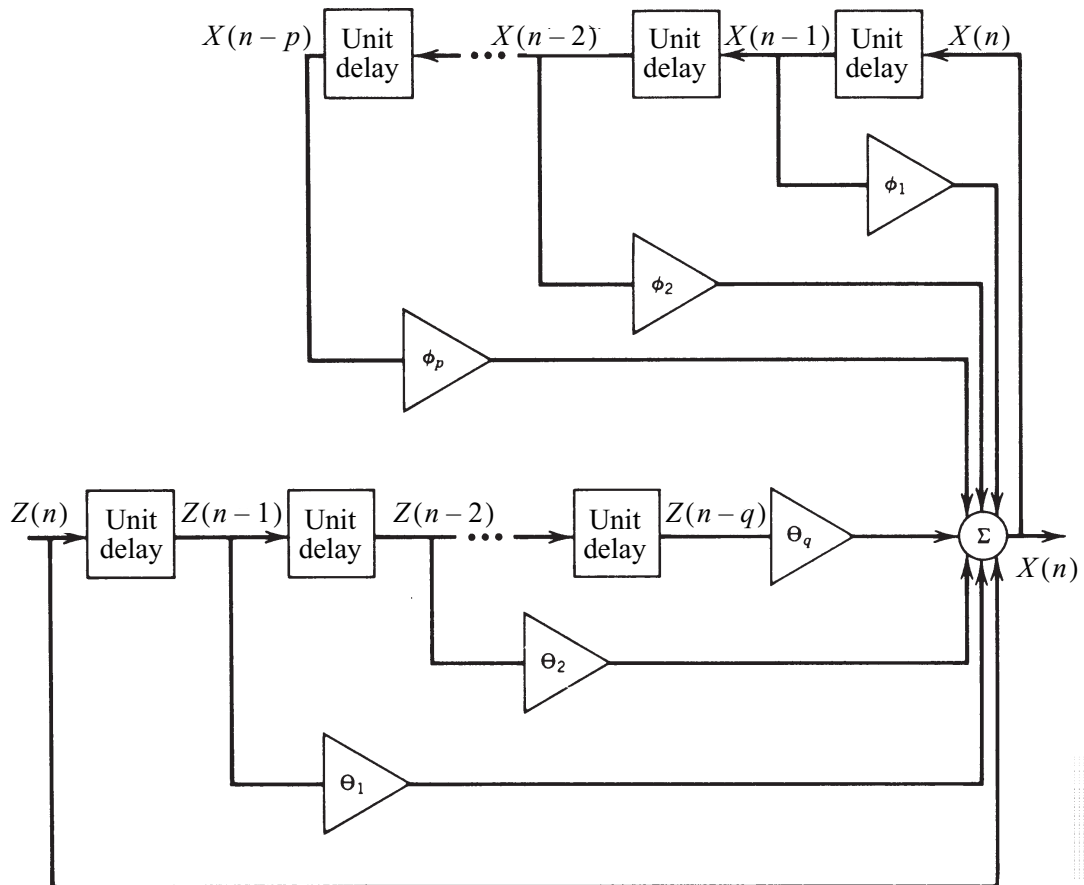 X(n – p)
Unit
delay
X(n – 2)
Unit
delay
X(n – 1)
Unit
delay
X(n)
ϕ1
ϕ2
ϕp
Z(n)
Unit
delay
Z(n – 1)
Unit
delay
Z(n – 2)
Unit
delay
Z(n – q)
Θq
Σ
X(n)
Θ2
Θ1